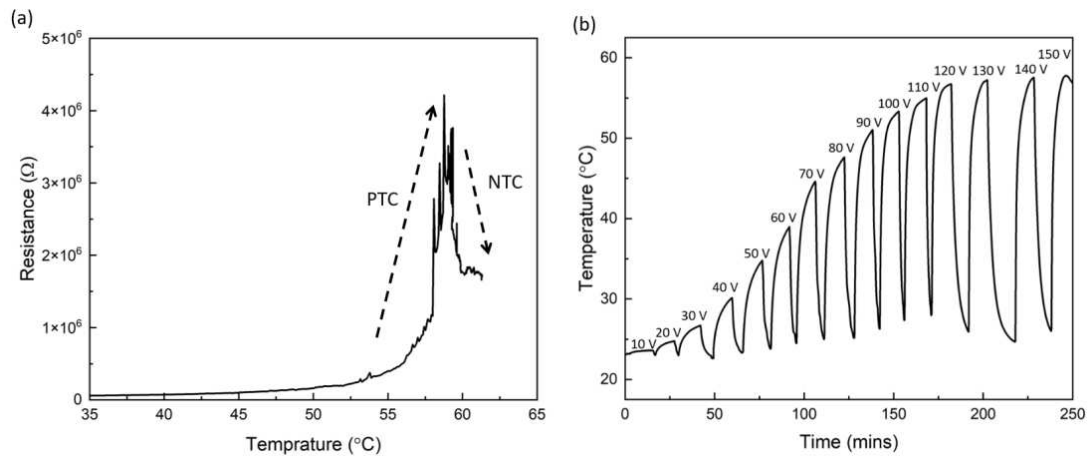 (a)
5×10⁶
4×10⁶
3×10⁶
2×10⁶
1×10⁶
0
Resistance (Ω)
PTC
NTC
35 40 45 50 55 60 65
Temprature (°C)
(b)
60
50
40
30
20
Temperature (°C)
10 V
20 V
30 V
40 V
50 V
60 V
70 V
80 V
90 V
100 V
110 V
120 V
130 V
140 V
150 V
0 50 100 150 200 250
Time (mins)